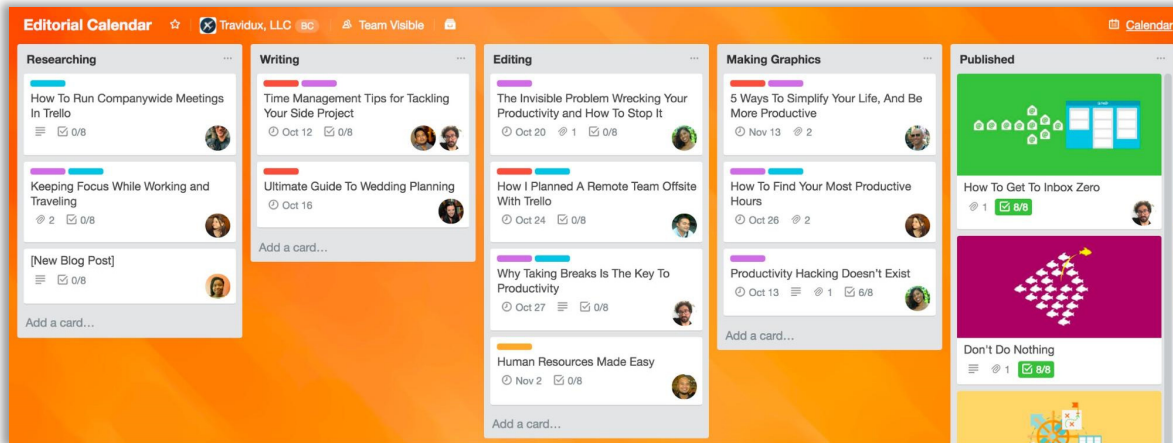 Editorial Calendar
Travidux, LLC BC
Team Visible
Calendar
Researching
How To Run Companywide Meetings
In Trello
0/8
Keeping Focus While Working and
Traveling
2 0/8
[New Blog Post]
0/8
Add a card...
Writing
Time Management Tips for Tackling
Your Side Project
Oct 12 0/8
Ultimate Guide To Wedding Planning
Oct 16
Add a card...
Editing
The Invisible Problem Wrecking Your
Productivity and How To Stop It
Oct 20 1 0/8
How I Planned A Remote Team Offsite
With Trello
Oct 24 0/8
Why Taking Breaks Is The Key To
Productivity
Oct 27 0/8
Human Resources Made Easy
Nov 2 0/8
Add a card...
Making Graphics
5 Ways To Simplify Your Life, And Be
More Productive
Nov 13 2
How To Find Your Most Productive
Hours
Oct 26 2
Productivity Hacking Doesn't Exist
Oct 13 1 6/8
Add a card...
Published
How To Get To Inbox Zero
1 8/8
Don't Do Nothing
1 8/8